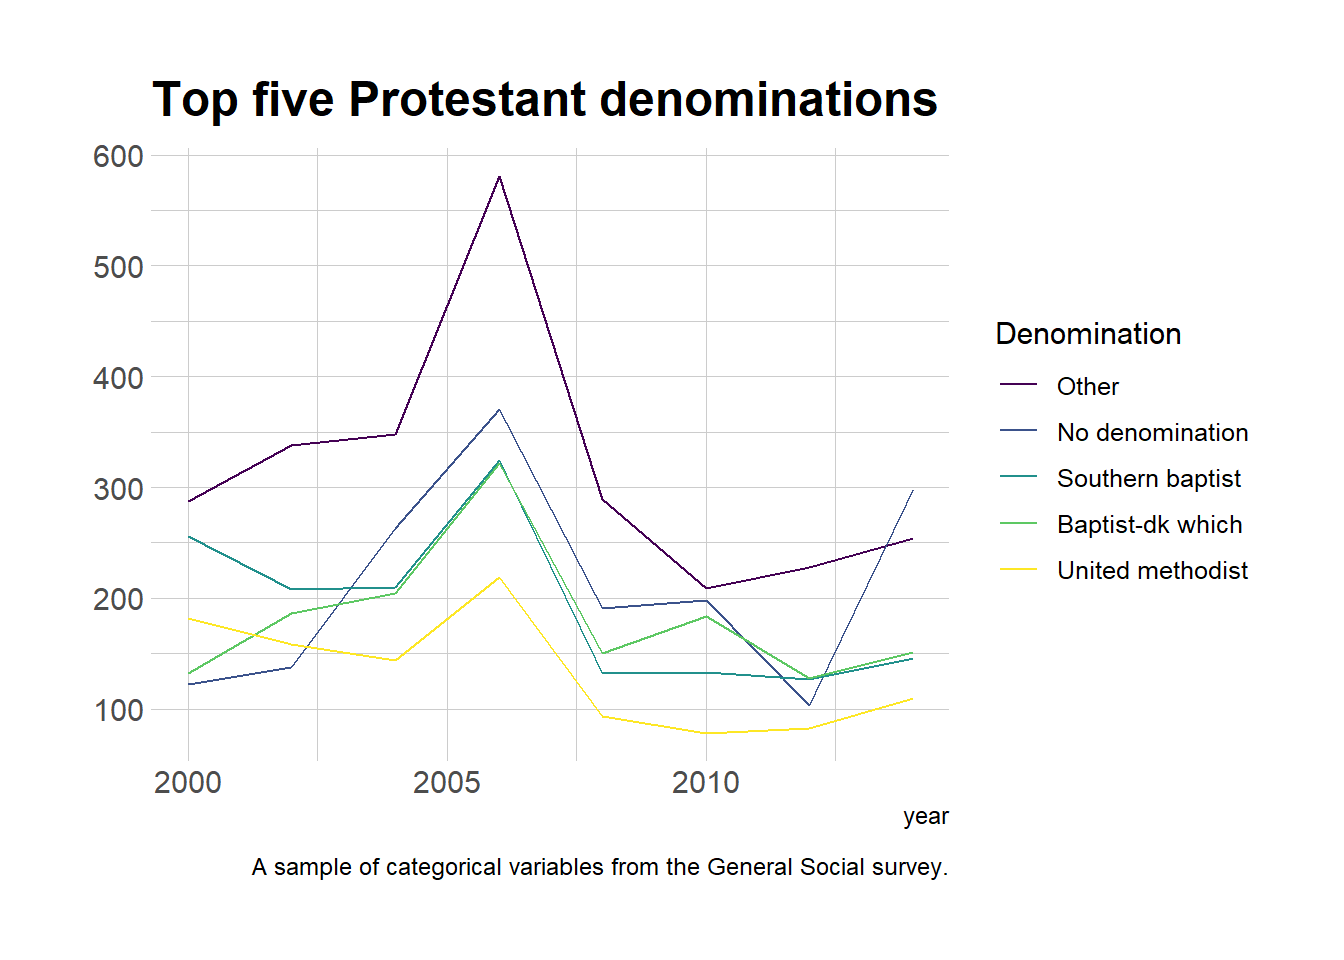 Top five Protestant denominations
600
500
400
300
200
100
2000 2005 2010
year
Denomination
Other
No denomination
Southern baptist
Baptist-dk which
United methodist
A sample of categorical variables from the General Social survey.